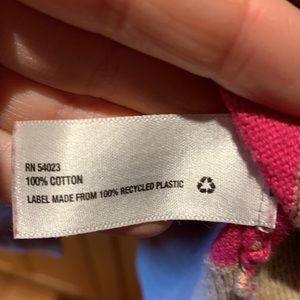 RN 54023
100% COTTON
LABEL MADE FROM 100% RECYCLED PLASTIC